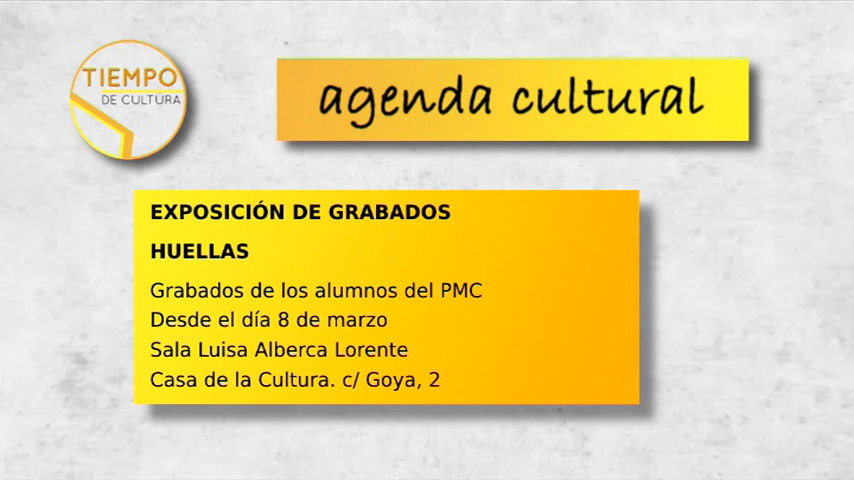 TIEMPO
DE CULTURA
agenda cultural
EXPOSICIÓN DE GRABADOS
HUELLAS
Grabados de los alumnos del PMC
Desde el día 8 de marzo
Sala Luisa Alberca Lorente
Casa de la Cultura. c/ Goya, 2